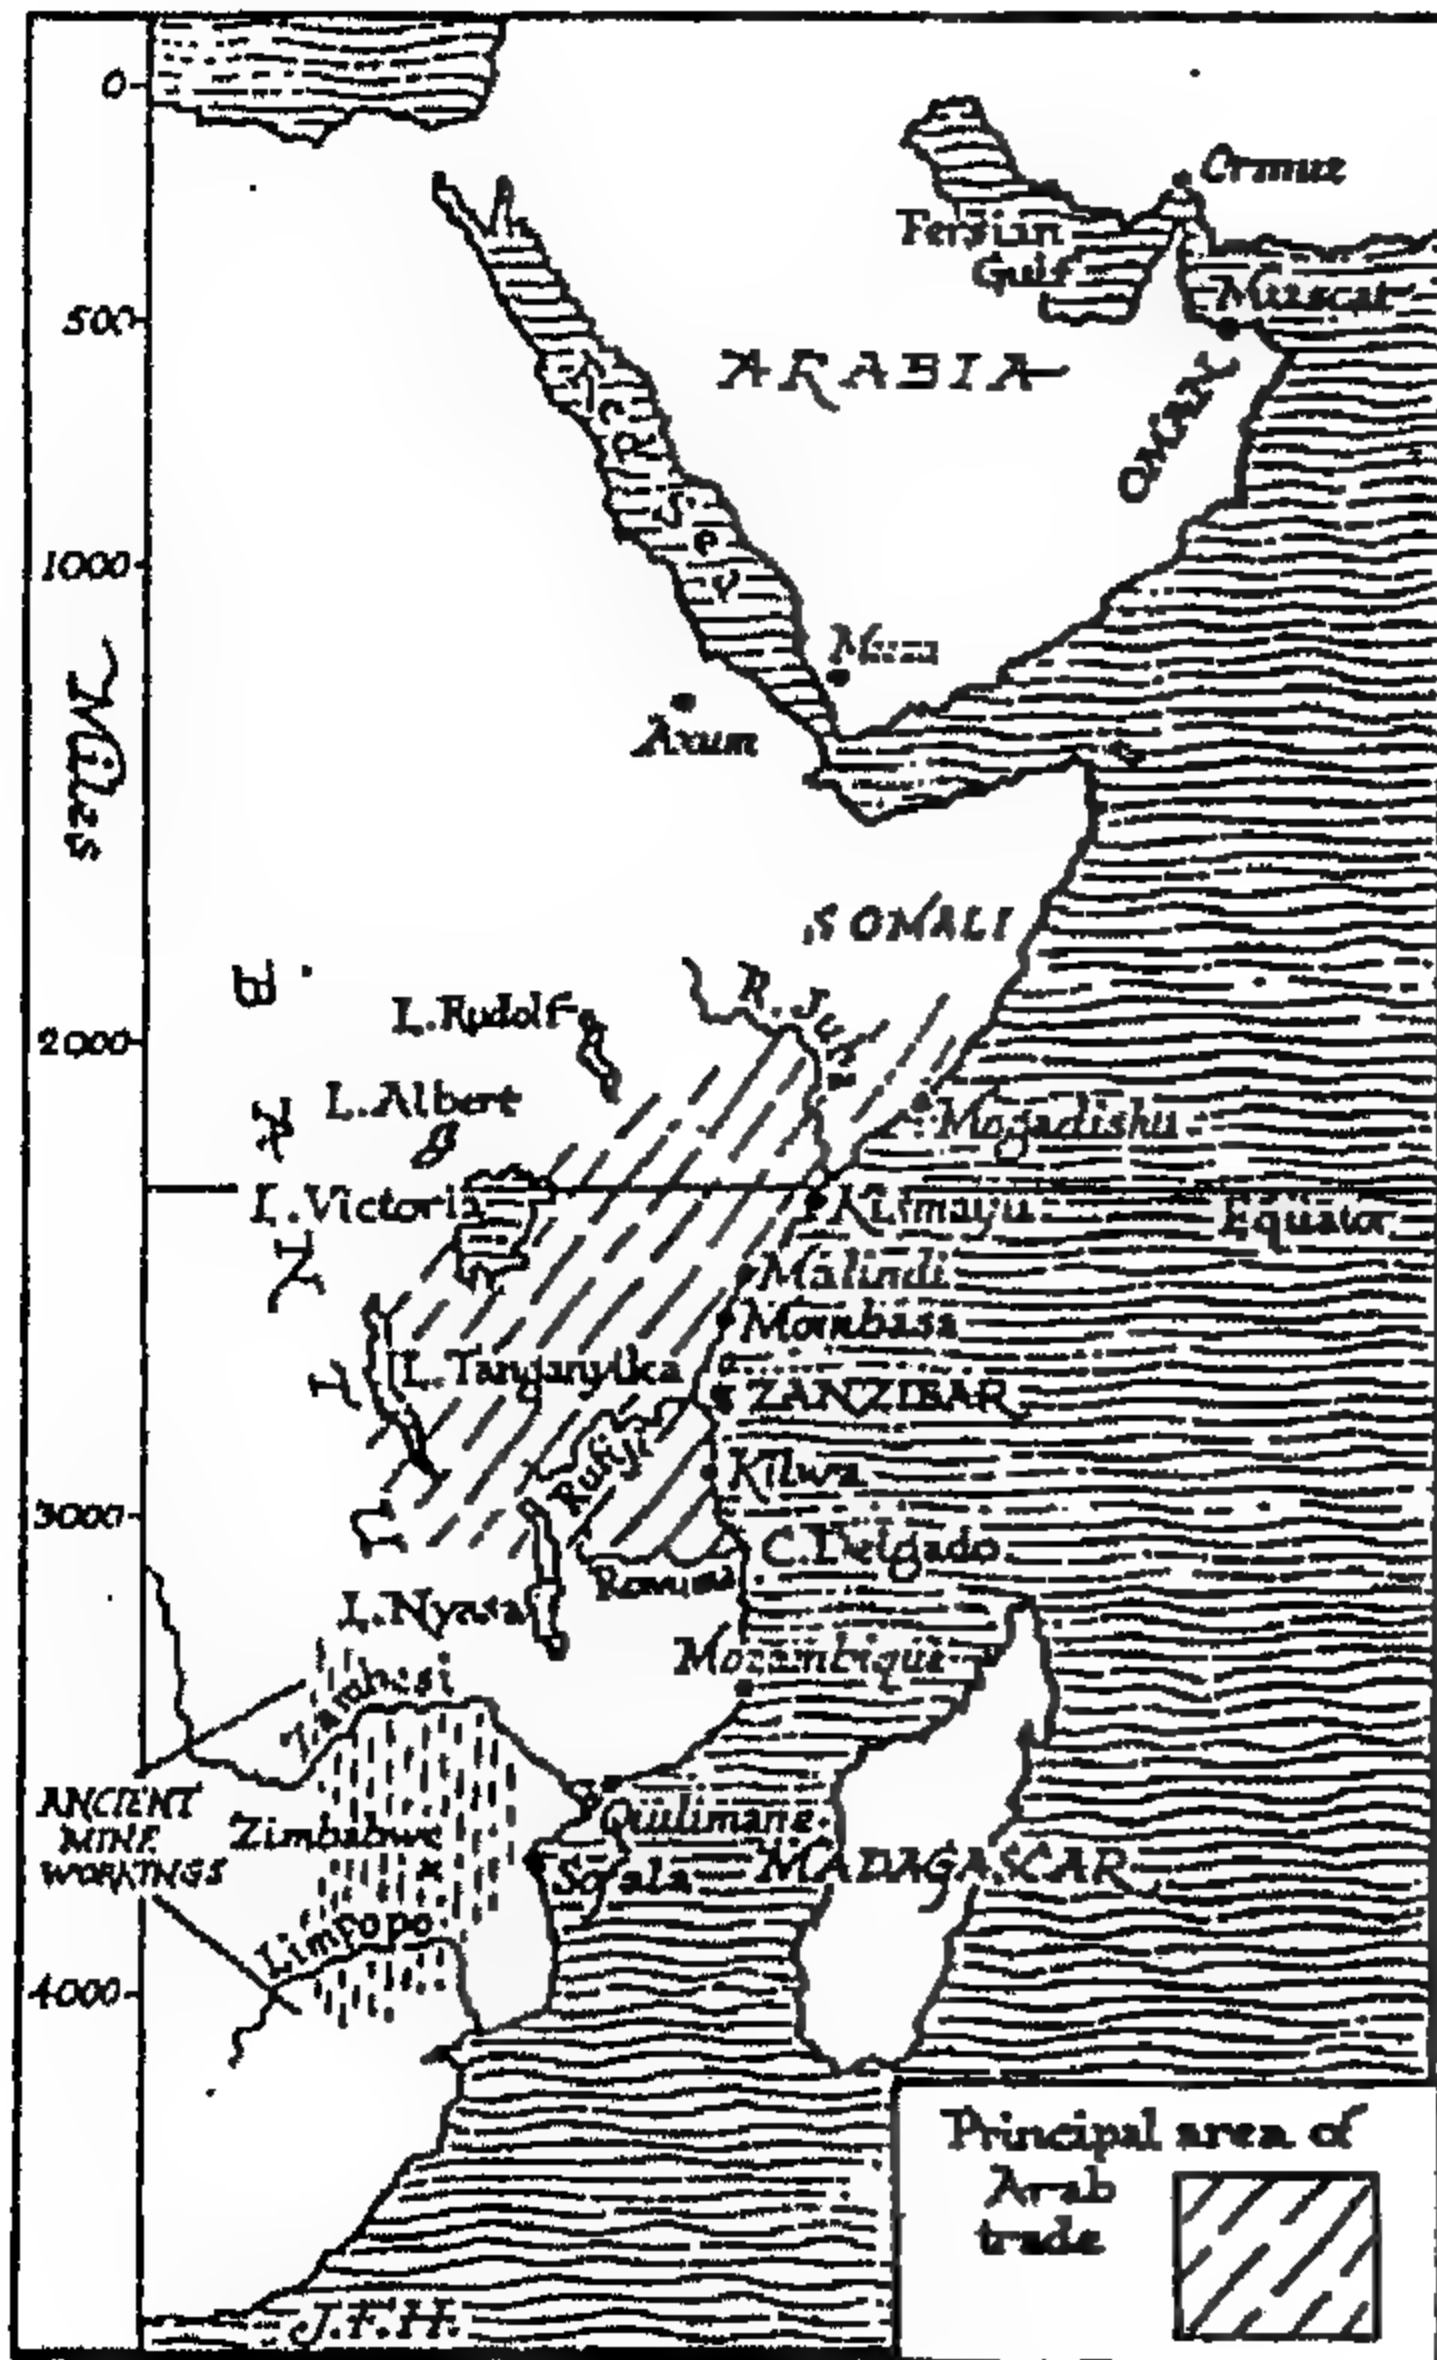 0
Ormuz
Persian
Gulf
Muscat
500
ARABIA
OMAN
Red Sea
1000
Muza
Axum
Miles
SOMALI
BANTU
R. Juba
L. Rudolf
2000
L. Albert
Mogadishu
L. Victoria
Kismayu
Equator
Malindi
Mombasa
L. Tanganyika
ZANZIBAR
Rufiji
Kilwa
3000
C. Delgado
Rovuma
L. Nyasa
Mozambique
Zambesi
ANCIENT
MINE
WORKINGS
Zimbabwe
Quilimane
Sofala
MADAGASCAR
Limpopo
4000
Principal area of
Arab
trade
J.F.H.